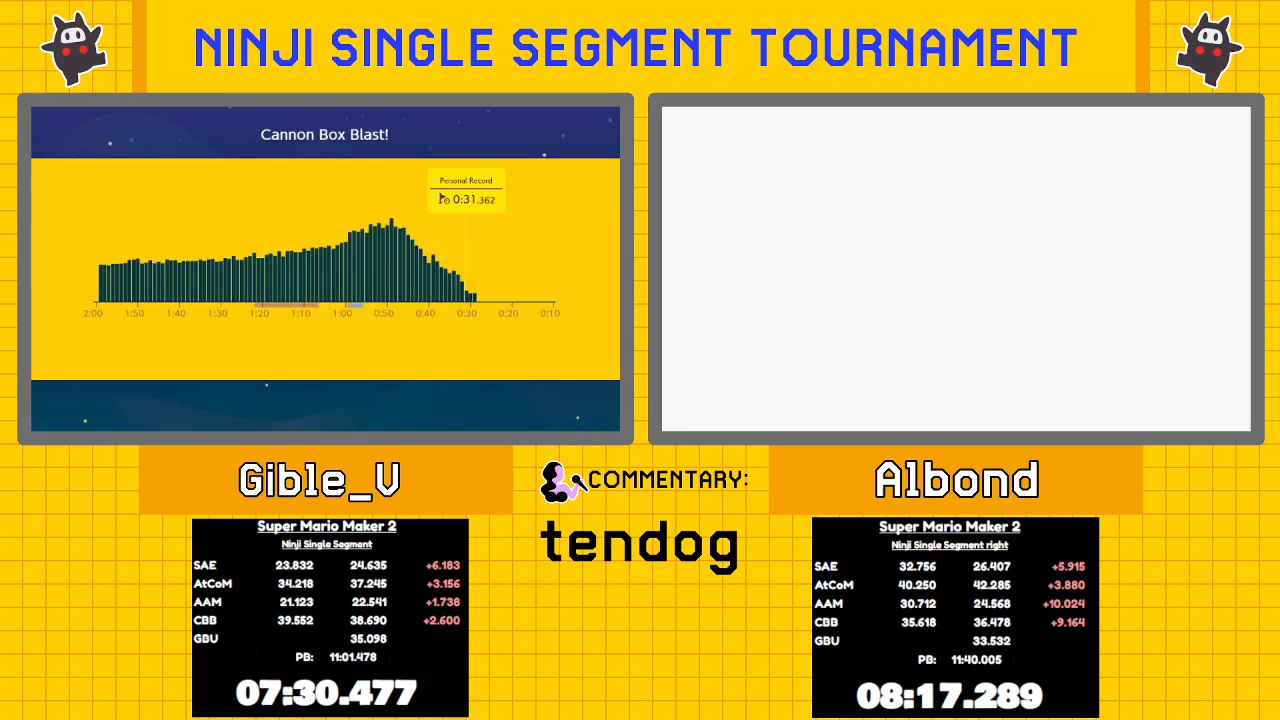 NINJI SINGLE SEGMENT TOURNAMENT
Cannon Box Blast!
Personal Record
0:31.362
2:00 1:50 1:40 1:30 1:20 1:10 1:00 0:50 0:40 0:30 0:20 0:10
Gible_V
COMMENTARY:
tendog
Albond
Super Mario Maker 2
Ninji Single Segment
SAE 23.832 24.635 +6.183
AtCoM 34.218 37.245 +3.156
AAM 21.123 22.541 +1.738
CBB 39.552 38.690 +2.600
GBU 35.098
PB: 11:01.478
07:30.477
Super Mario Maker 2
Ninji Single Segment right
SAE 32.756 26.407 +5.915
AtCoM 40.250 42.285 +3.880
AAM 30.712 24.568 +10.024
CBB 35.618 36.478 +9.164
GBU 33.532
PB: 11:40.005
08:17.289